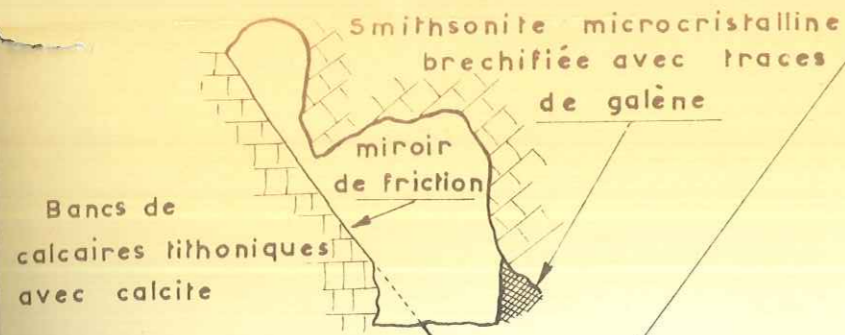 Smithsonite microcristalline
brechifiée avec traces
de galène
miroir
de friction
Bancs de
calcaires tithoniques
avec calcite